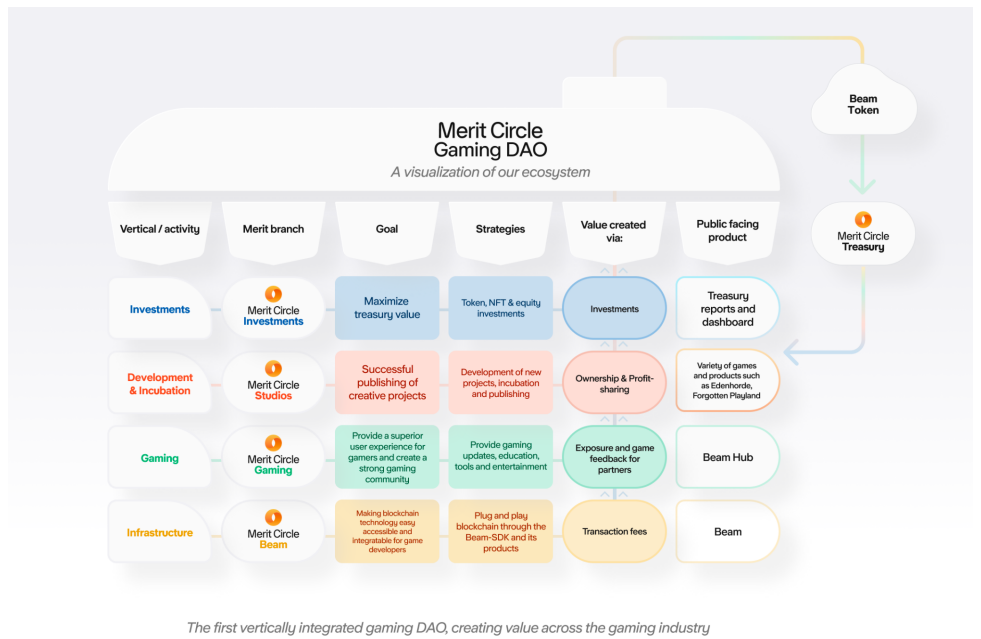 Merit Circle
Gaming DAO
A visualization of our ecosystem
Beam
Token
Merit Circle
Treasury
Vertical / activity
Merit branch
Goal
Strategies
Value created
via:
Public facing
product
Investments
Merit Circle
Investments
Maximize
treasury value
Token, NFT & equity
investments
Investments
Treasury
reports and
dashboard
Development
& Incubation
Merit Circle
Studios
Successful
publishing of
creative projects
Development of new
projects, incubation
and publishing
Ownership & Profit-
sharing
Variety of games
and products such
as Edenhorde,
Forgotten Playland
Gaming
Merit Circle
Gaming
Provide a superior
user experience for
gamers and create a
strong gaming
community
Provide gaming
updates, education,
tools and entertainment
Exposure and game
feedback for
partners
Beam Hub
Infrastructure
Merit Circle
Beam
Making blockchain
technology easy
accessible and
integratable for game
developers
Plug and play
blockchain through the
Beam-SDK and its
products
Transaction fees
Beam
The first vertically integrated gaming DAO, creating value across the gaming industry